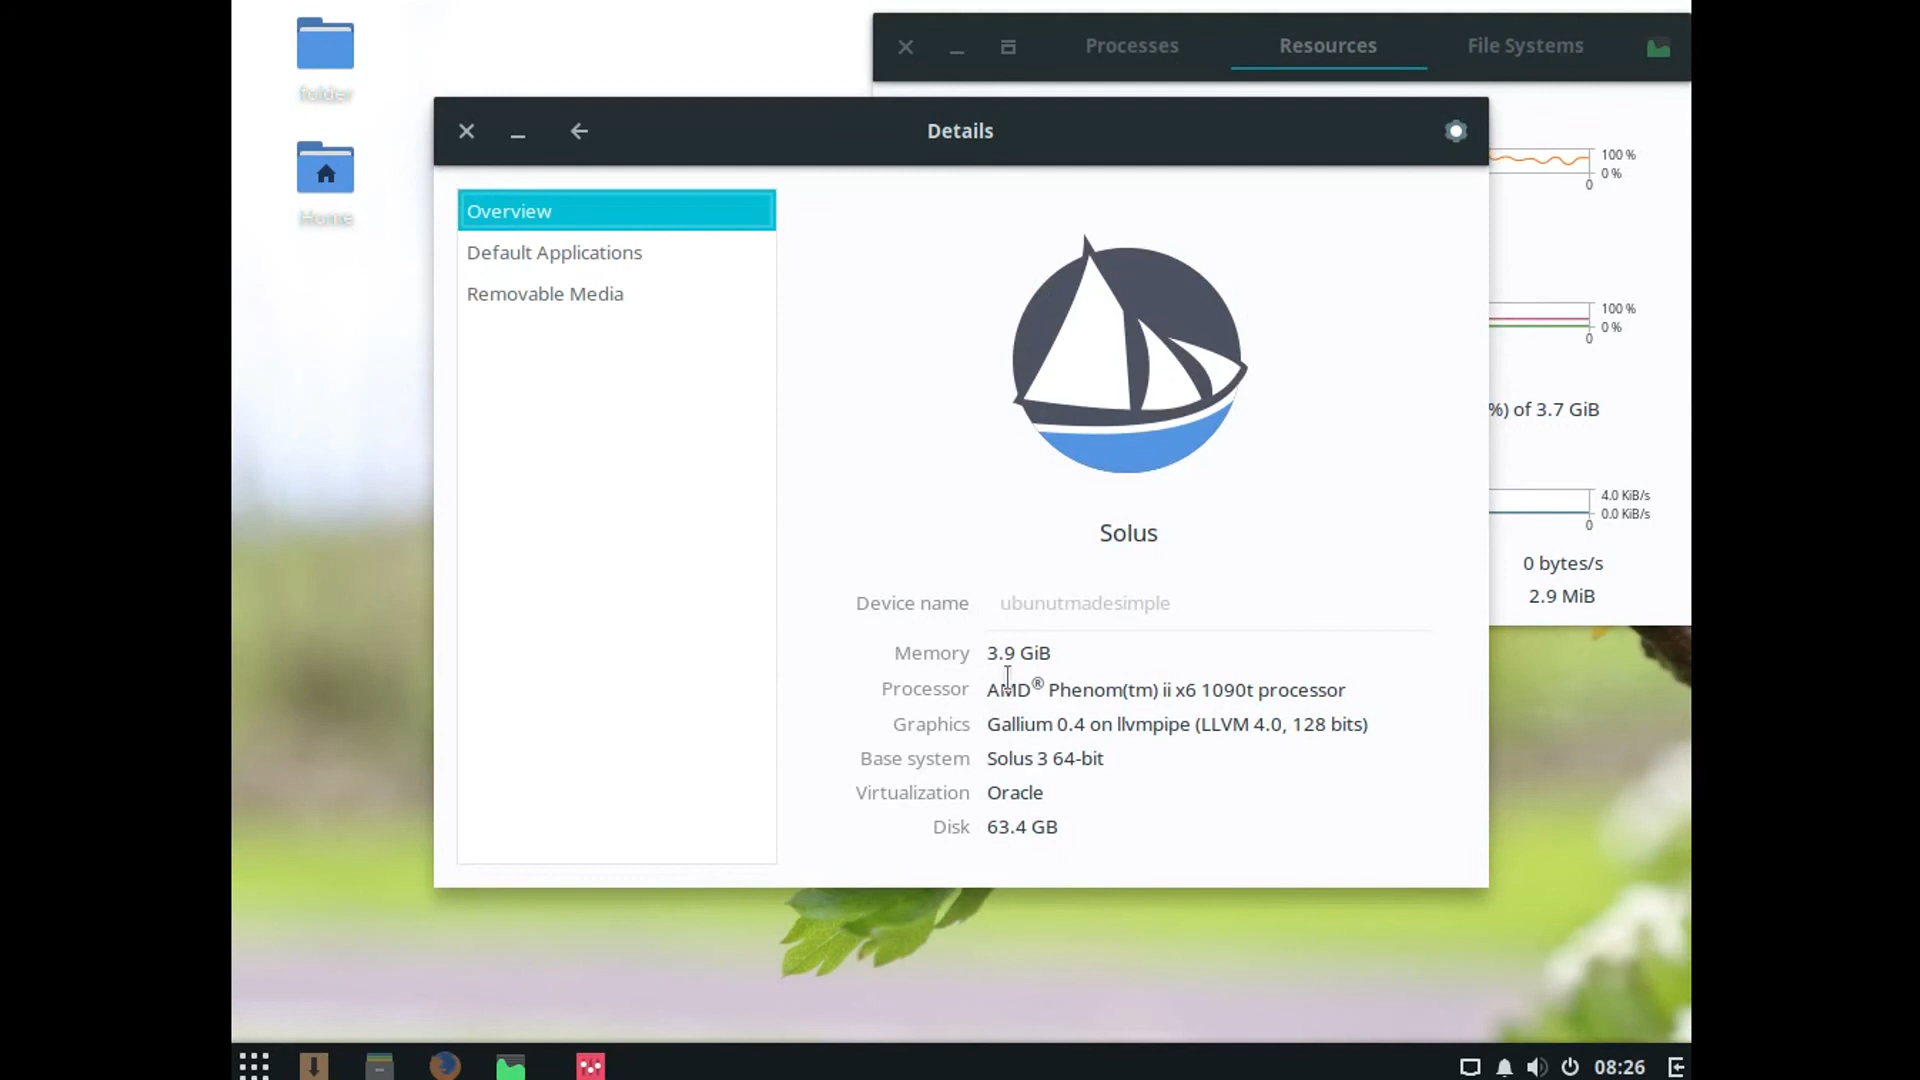 folder
Home
Processes
Resources
File Systems
Details
Overview
Default Applications
Removable Media
Solus
Device name ubunutmadesimple
Memory 3.9 GiB
Processor AMD® Phenom(tm) ii x6 1090t processor
Graphics Gallium 0.4 on llvmpipe (LLVM 4.0, 128 bits)
Base system Solus 3 64-bit
Virtualization Oracle
Disk 63.4 GB
100 %
0 %
0
100 %
0 %
0
%) of 3.7 GiB
4.0 KiB/s
0.0 KiB/s
0
0 bytes/s
2.9 MiB
08:26